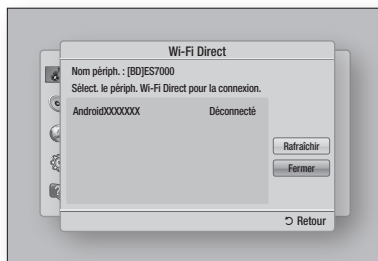 Wi-Fi Direct
Nom périph. : [BD]ES7000
Sélect. le périph. Wi-Fi Direct pour la connexion.
AndroidXXXXXXX Déconnecté
Rafraîchir
Fermer
Retour